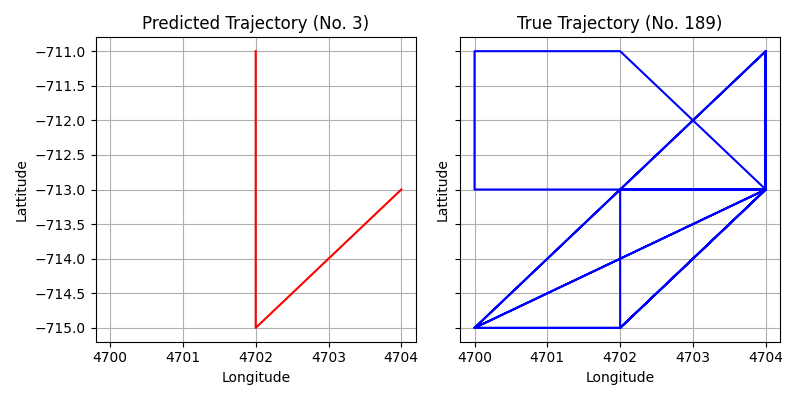 Predicted Trajectory (No. 3)
True Trajectory (No. 189)
−711.0
−711.5
−712.0
−712.5
−713.0
−713.5
−714.0
−714.5
−715.0
Lattitude
Lattitude
4700 4701 4702 4703 4704
4700 4701 4702 4703 4704
Longitude
Longitude